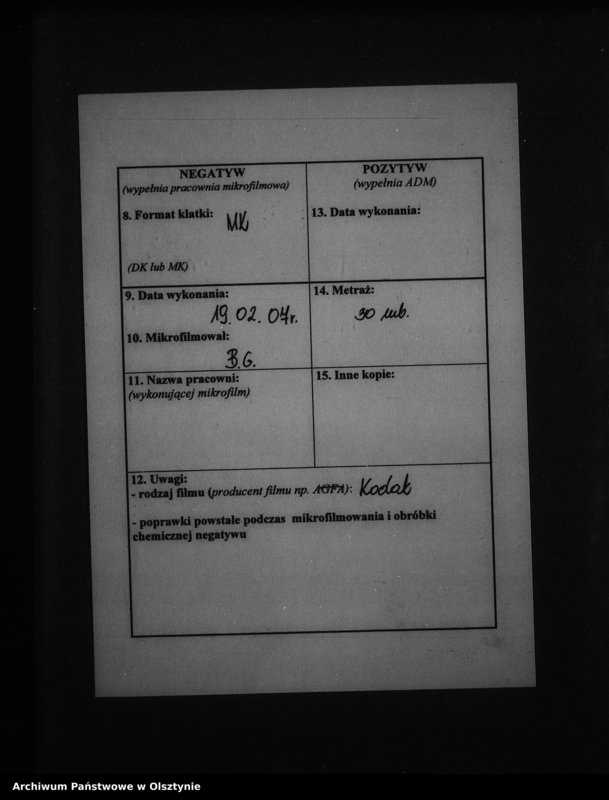 NEGATYW
(wypełnia pracownia mikrofilmowa)
8. Format klatki: MK
(DK lub MK)
POZYTYW
(wypełnia ADM)
13. Data wykonania:
9. Data wykonania:
19.02.04r.
10. Mikrofilmował:
B.G.
14. Metraż:
30 mb.
11. Nazwa pracowni:
(wykonującej mikrofilm)
15. Inne kopie:
12. Uwagi:
- rodzaj filmu (producent filmu np. AGFA): Kodak
- poprawki powstałe podczas mikrofilmowania i obróbki
chemicznej negatywu
Archiwum Państwowe w Olsztynie